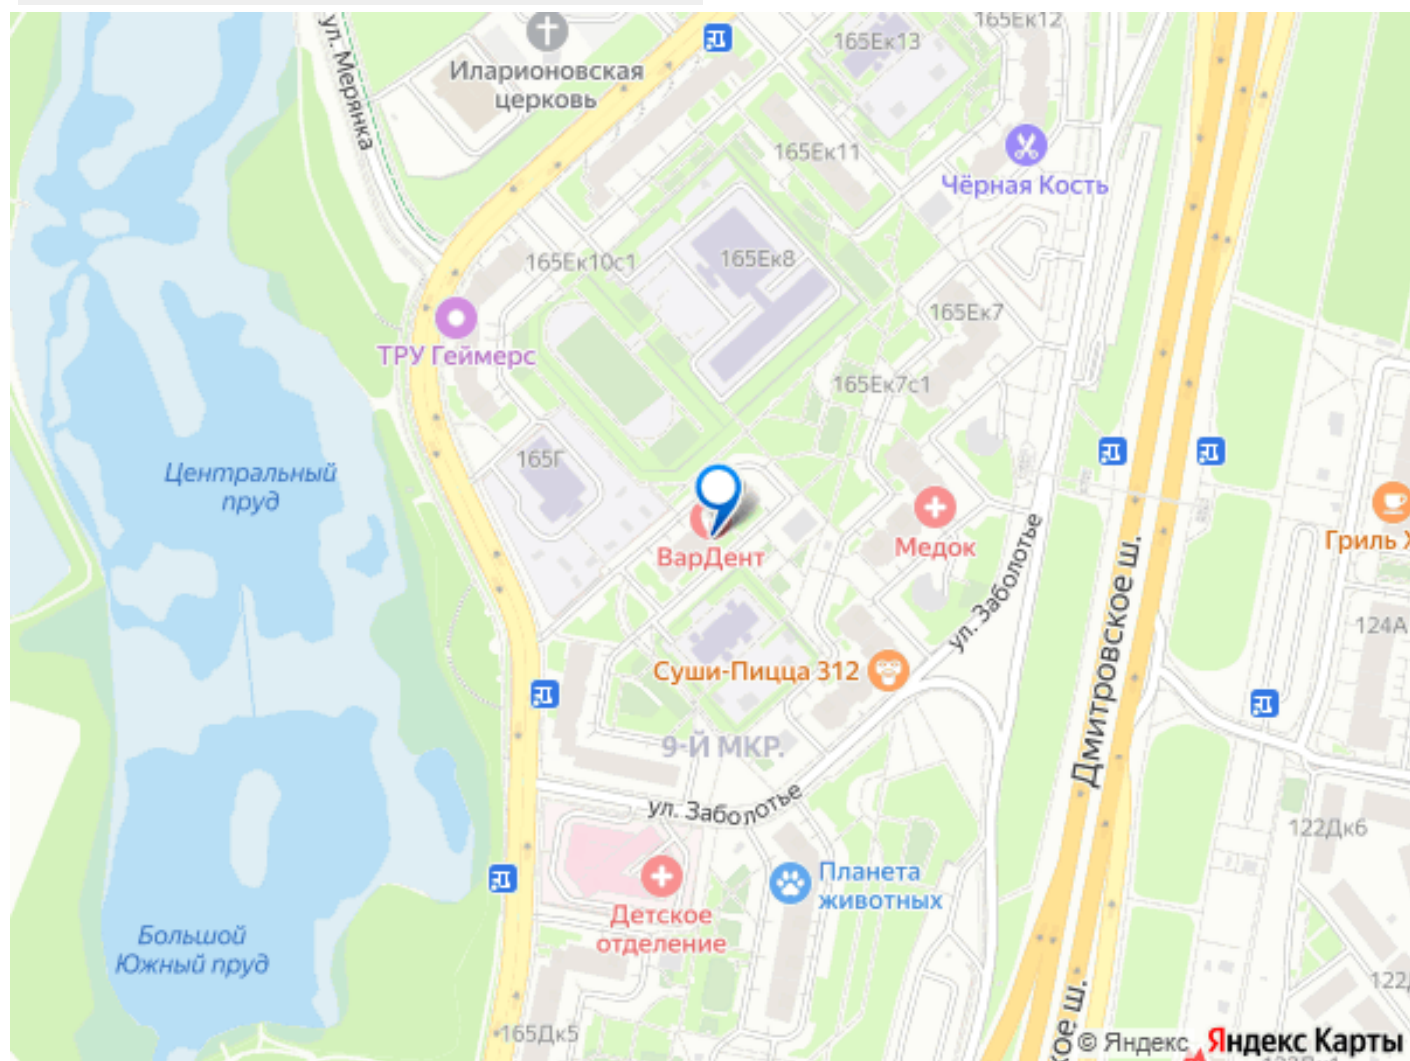 165Ек12
165Ек13
ул. Мерянка
Иларионовская
церковь
165Ек11
Чёрная Кость
165Ек10с1
165Ек8
165Ек7
ТРУ Геймерс
165Ек7с1
165Г
Центральный
пруд
ВарДент
Медок
Гриль
ул. Заболотье
Дмитровское ш.
124А
Суши-Пицца 312
9-Й МКР.
ул. Заболотье
122Дк6
Планета
животных
Детское
отделение
Большой
Южный пруд
165Дк5
© Яндекс
Яндекс Карты